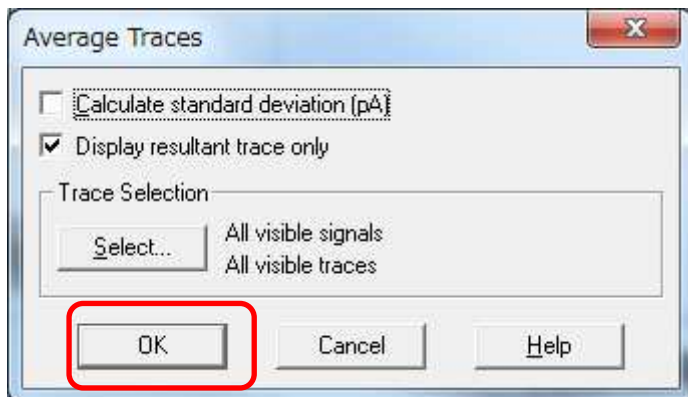 Average Traces
Calculate standard deviation (pA)
Display resultant trace only
Trace Selection
Select...
All visible signals
All visible traces
OK
Cancel
Help